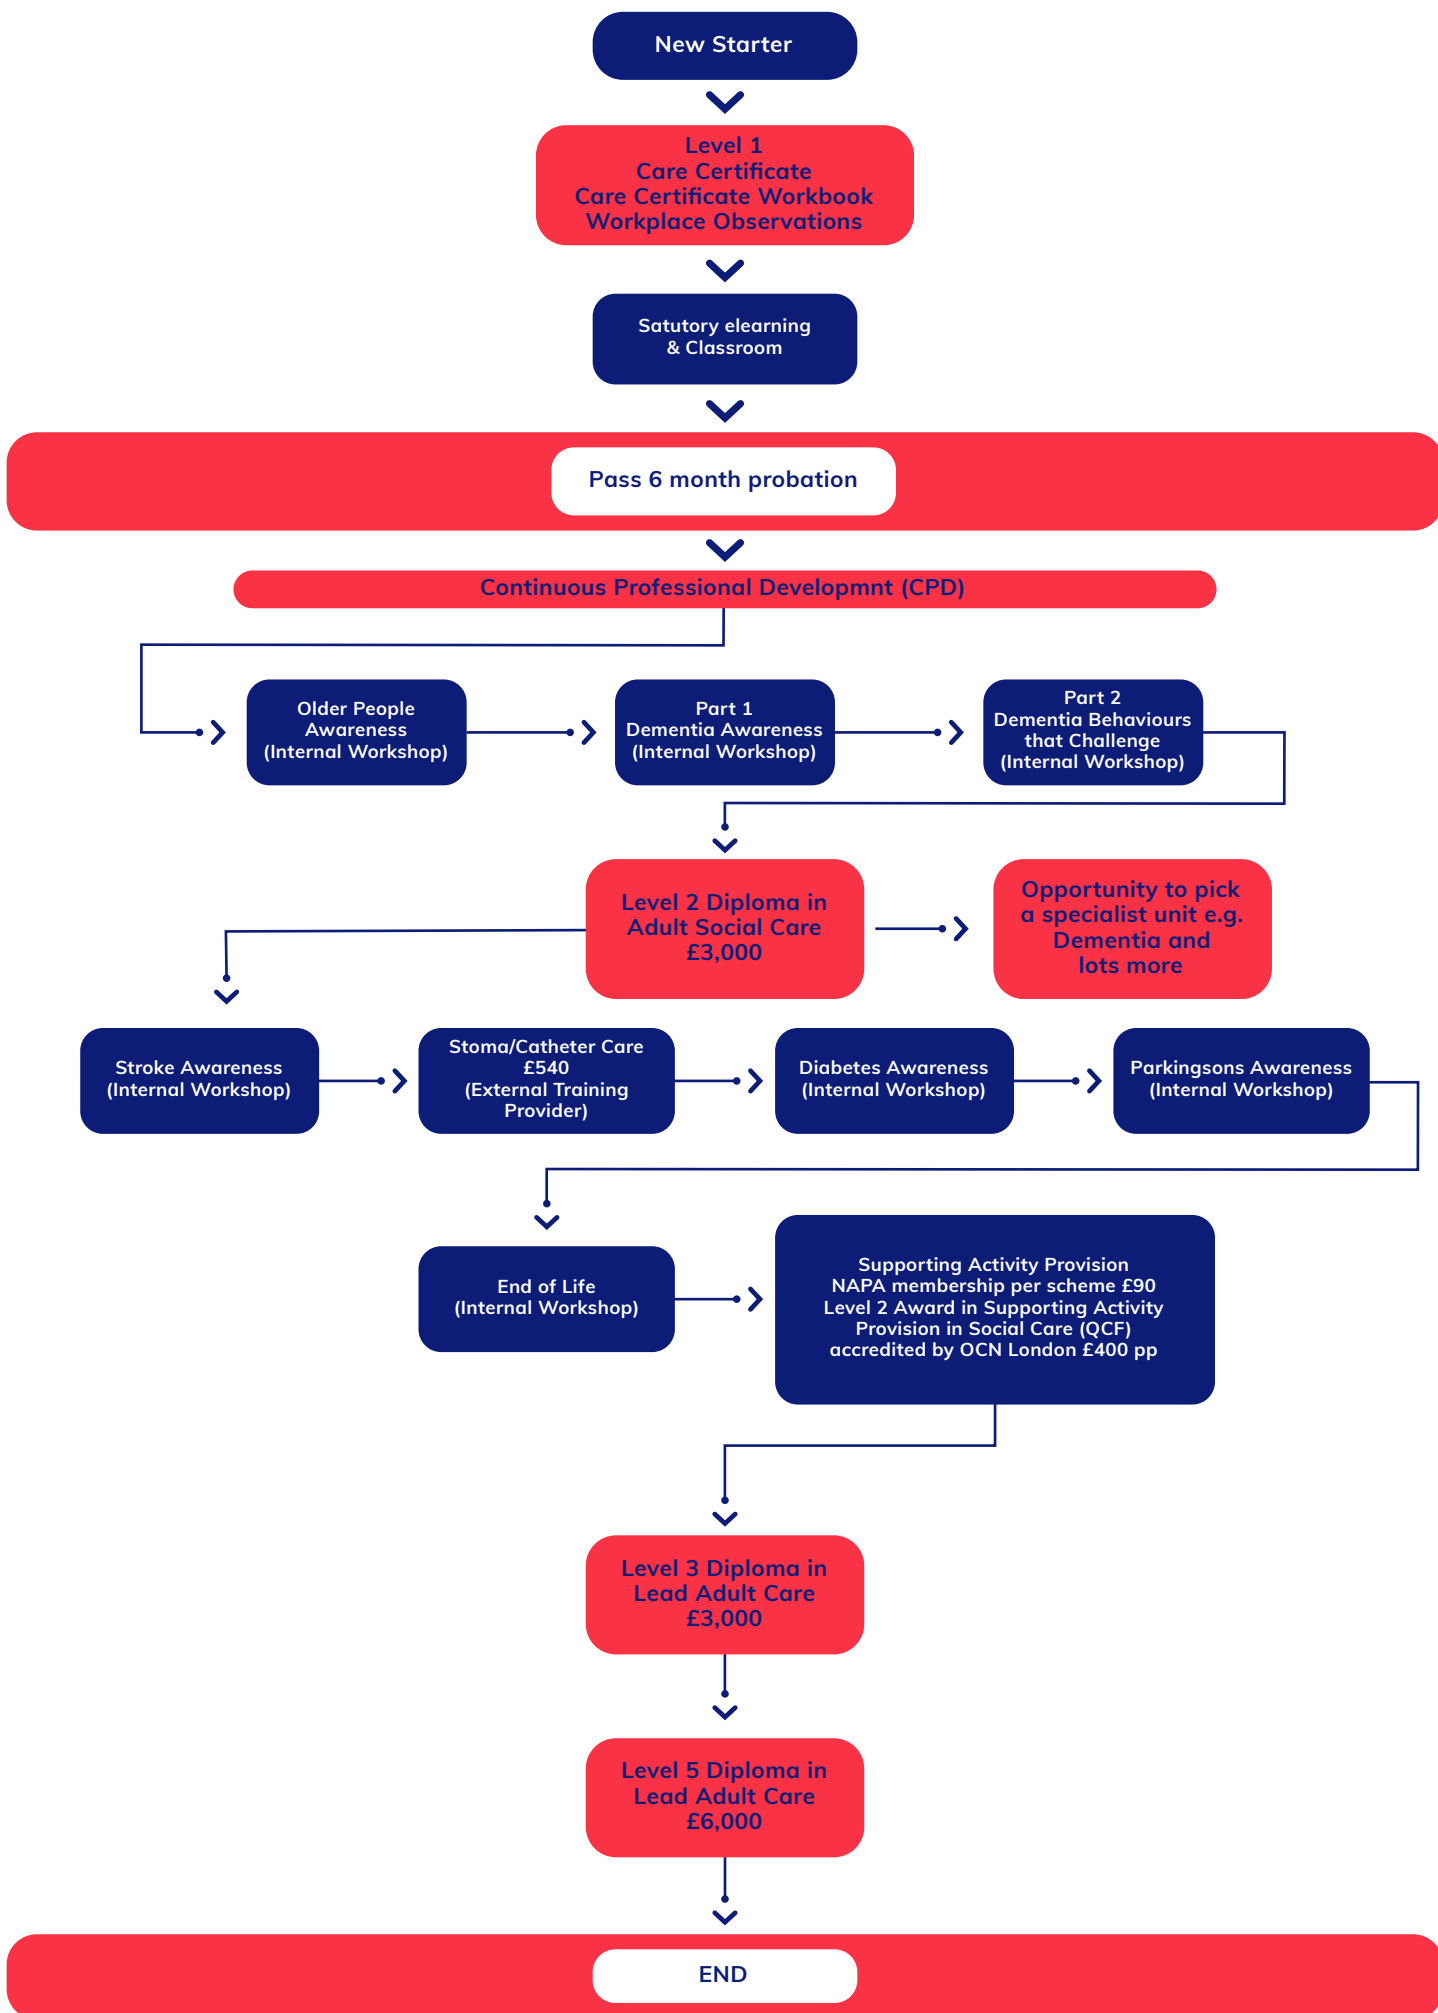 New Starter
Level 1
Care Certificate
Care Certificate Workbook
Workplace Observations
Satutory elearning
& Classroom
Pass 6 month probation
Continuous Professional Developmnt (CPD)
Older People
Awareness
(Internal Workshop)
Part 1
Dementia Awareness
(Internal Workshop)
Part 2
Dementia Behaviours
that Challenge
(Internal Workshop)
Level 2 Diploma in
Adult Social Care
£3,000
Opportunity to pick
a specialist unit e.g.
Dementia and
lots more
Stroke Awareness
(Internal Workshop)
Stoma/Catheter Care
£540
(External Training
Provider)
Diabetes Awareness
(Internal Workshop)
Parkingsons Awareness
(Internal Workshop)
End of Life
(Internal Workshop)
Supporting Activity Provision
NAPA membership per scheme £90
Level 2 Award in Supporting Activity
Provision in Social Care (QCF)
accredited by OCN London £400 pp
Level 3 Diploma in
Lead Adult Care
£3,000
Level 5 Diploma in
Lead Adult Care
£6,000
END